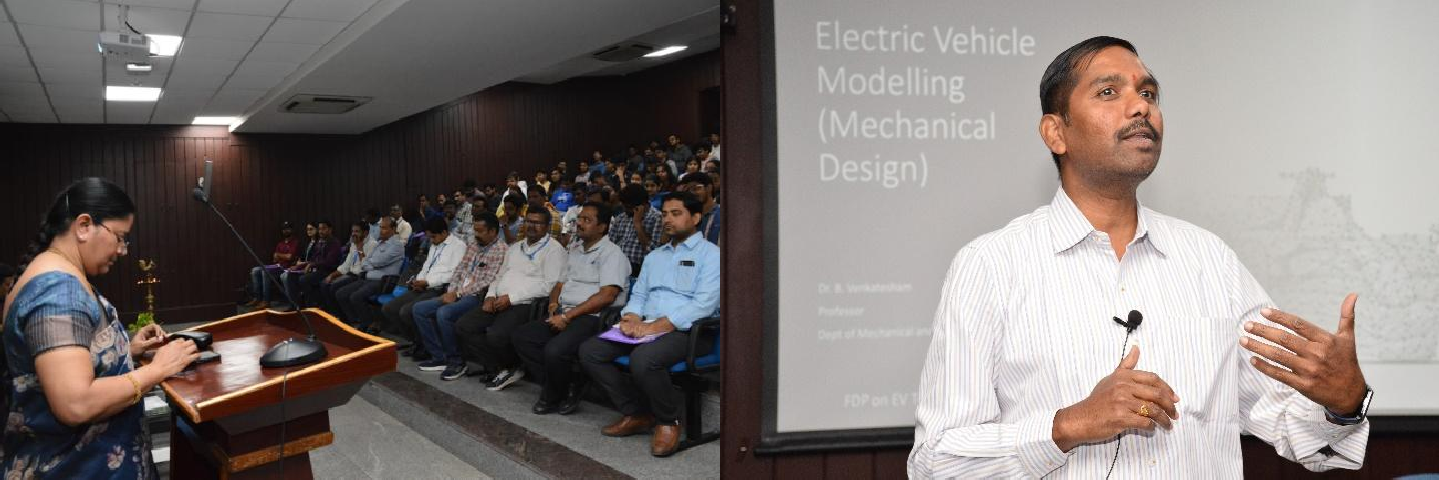 Electric Vehicle
Modelling
(Mechanical
Design)
Dr. B. Venkatesham
Professor
Dept of Mechanical and
FDP on EV